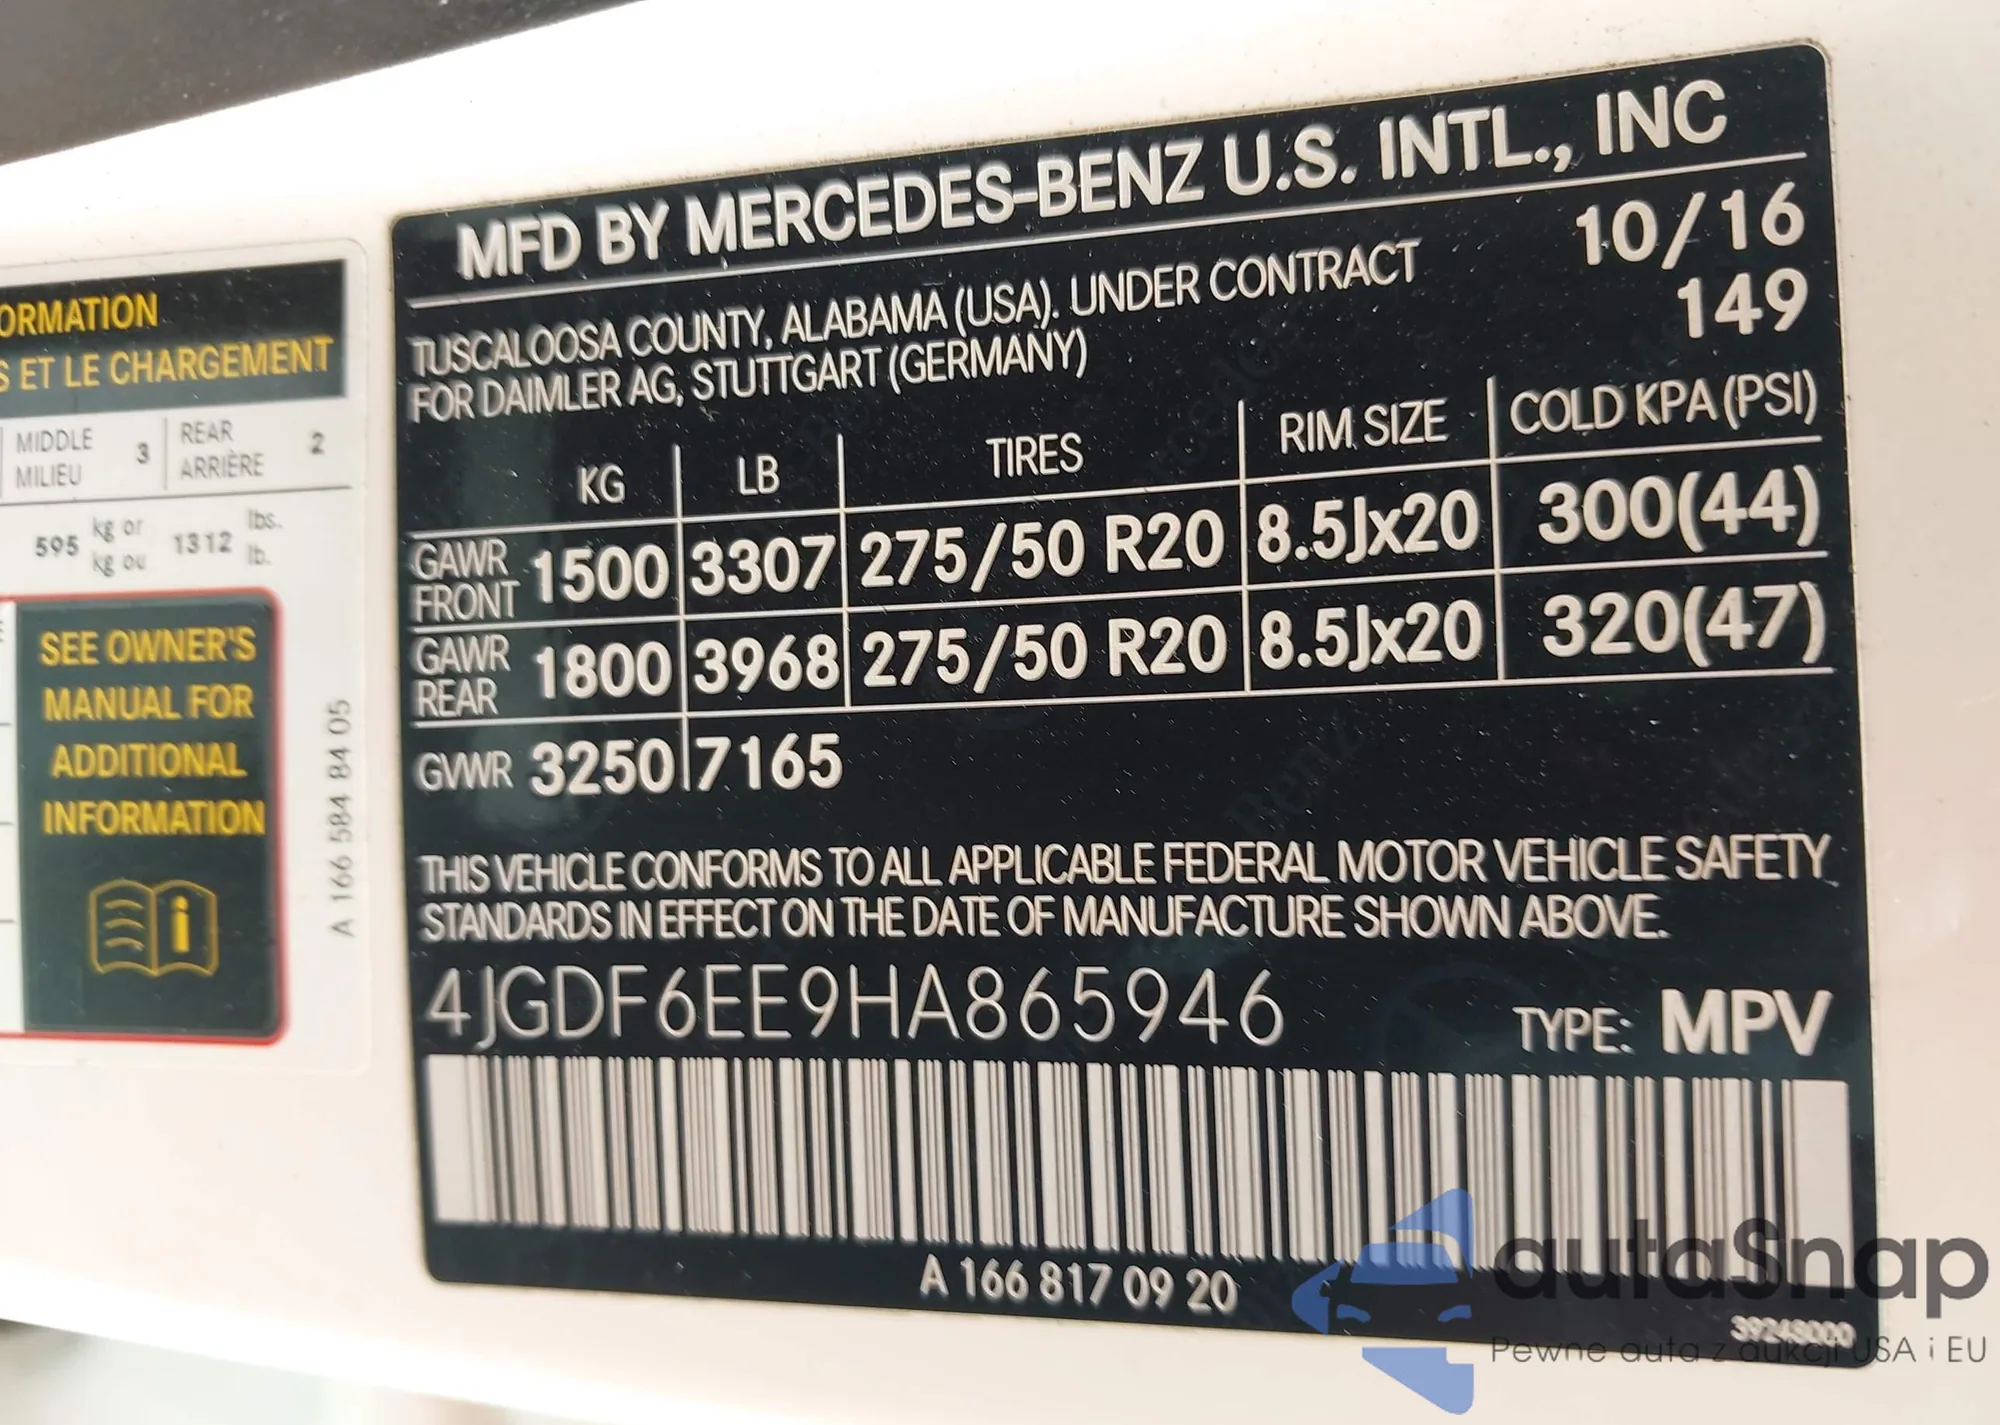 ORMATION
S ET LE CHARGEMENT
MIDDLE
MILIEU 3
REAR
ARRIÈRE 2
595 kg or
kg ou 1312 lbs.
lb.
SEE OWNER'S
MANUAL FOR
ADDITIONAL
INFORMATION
A 166 584 84 05
MFD BY MERCEDES-BENZ U.S. INTL., INC
TUSCALOOSA COUNTY, ALABAMA (USA). UNDER CONTRACT
FOR DAIMLER AG, STUTTGART (GERMANY)
10/16
149
KG LB TIRES RIM SIZE COLD KPA (PSI)
GAWR
FRONT 1500 3307 275/50 R20 8.5Jx20 300(44)
GAWR
REAR 1800 3968 275/50 R20 8.5Jx20 320(47)
GVWR 3250 7165
THIS VEHICLE CONFORMS TO ALL APPLICABLE FEDERAL MOTOR VEHICLE SAFETY
STANDARDS IN EFFECT ON THE DATE OF MANUFACTURE SHOWN ABOVE.
4JGDF6EE9HA865946
TYPE: MPV
A 166 817 09 20
autaSnap
Pewne auta z aukcji USA i EU